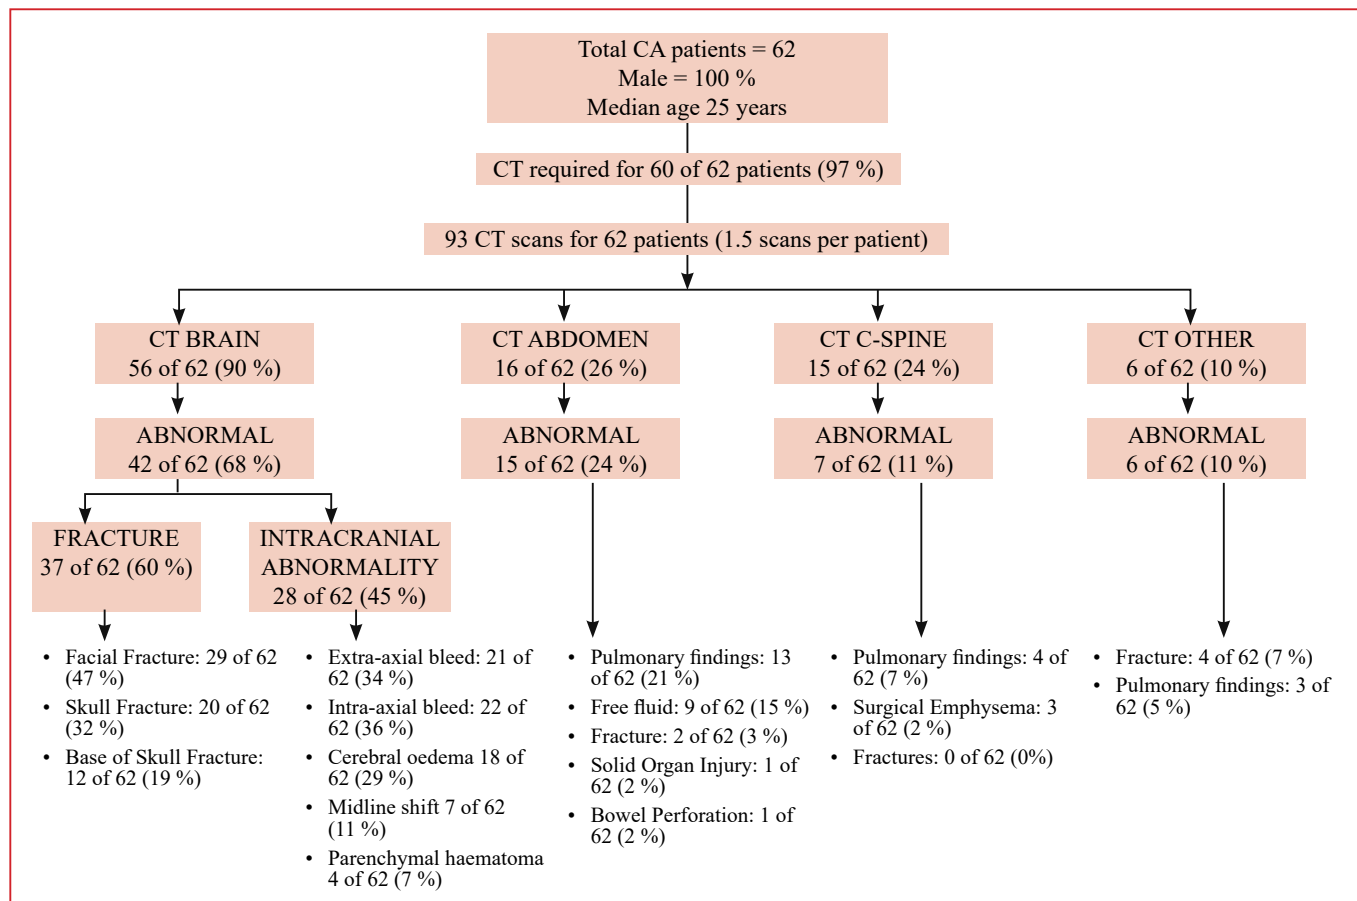 Total CA patients = 62
Male = 100 %
Median age 25 years
CT required for 60 of 62 patients (97 %)
93 CT scans for 62 patients (1.5 scans per patient)
CT BRAIN
56 of 62 (90 %)
CT ABDOMEN
16 of 62 (26 %)
CT C-SPINE
15 of 62 (24 %)
CT OTHER
6 of 62 (10 %)
ABNORMAL
42 of 62 (68 %)
ABNORMAL
15 of 62 (24 %)
ABNORMAL
7 of 62 (11 %)
ABNORMAL
6 of 62 (10 %)
FRACTURE
37 of 62 (60 %)
INTRACRANIAL
ABNORMALITY
28 of 62 (45 %)
• Facial Fracture: 29 of 62
(47 %)
• Skull Fracture: 20 of 62
(32 %)
• Base of Skull Fracture:
12 of 62 (19 %)
• Extra-axial bleed: 21 of
62 (34 %)
• Intra-axial bleed: 22 of
62 (36 %)
• Cerebral oedema 18 of
62 (29 %)
• Midline shift 7 of 62
(11 %)
• Parenchymal haematoma
4 of 62 (7 %)
• Pulmonary findings: 13
of 62 (21 %)
• Free fluid: 9 of 62 (15 %)
• Fracture: 2 of 62 (3 %)
• Solid Organ Injury: 1 of
62 (2 %)
• Bowel Perforation: 1 of
62 (2 %)
• Pulmonary findings: 4 of
62 (7 %)
• Surgical Emphysema: 3
of 62 (2 %)
• Fractures: 0 of 62 (0%)
• Fracture: 4 of 62 (7 %)
• Pulmonary findings: 3 of
62 (5 %)